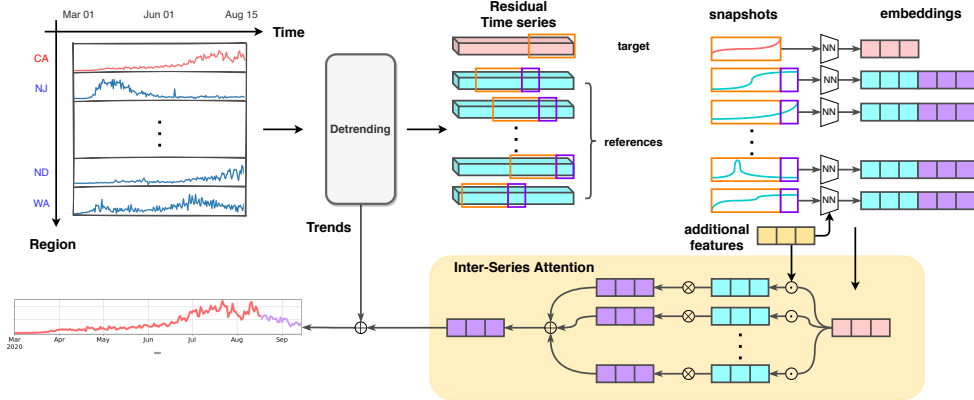 Mar 01 Jun 01 Aug 15
Time
CA
NJ
ND
WA
Region
Detrending
Trends
Residual
Time series
target
references
snapshots
embeddings
NN
NN
NN
NN
NN
additional
features
Inter-Series Attention
Mar
2020
Apr
May
Jun
Jul
Aug
Sep